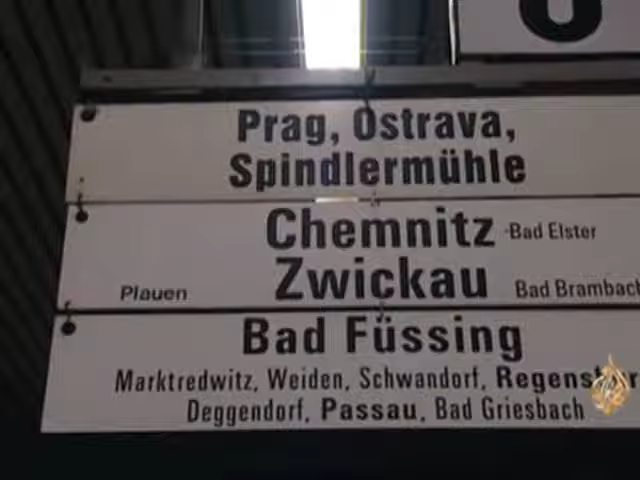 Prag, Ostrava,
Spindlermühle
Chemnitz -Bad Elster
Plauen Zwickau Bad Brambach
Bad Füssing
Marktredwitz, Weiden, Schwandorf,
Deggendorf, Passau, Bad Griesbach